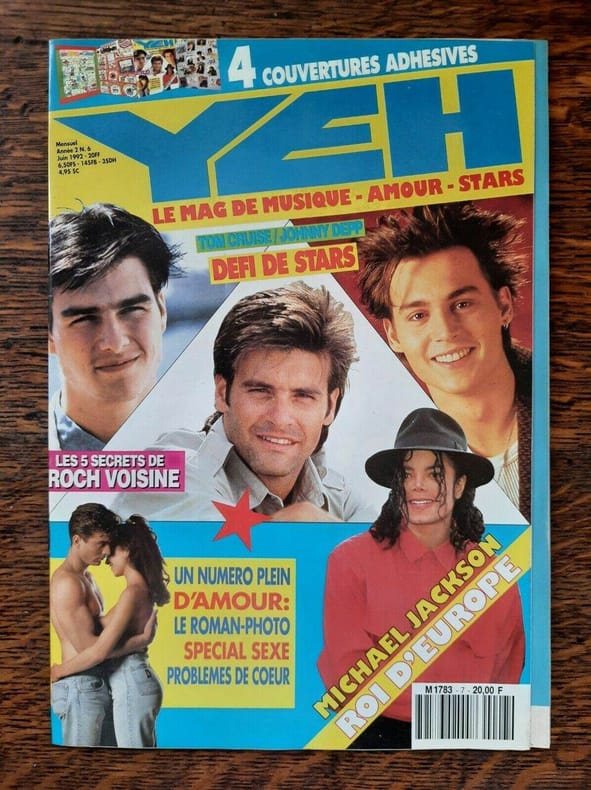 4 COUVERTURES ADHESIVES
YEH
Mensuel
Année 2 N. 6
Juin 1992 - 20FF
6,50FS - 145FB - 25DH
4,95 SC
LE MAG DE MUSIQUE - AMOUR - STARS
TOM CRUISE / JOHNNY DEPP
DEFI DE STARS
LES 5 SECRETS DE
ROCH VOISINE
UN NUMERO PLEIN
D'AMOUR:
LE ROMAN-PHOTO
SPECIAL SEXE
PROBLEMES DE COEUR
MICHAEL JACKSON
ROI D'EUROPE
M 1783 - 7 - 20,00 F